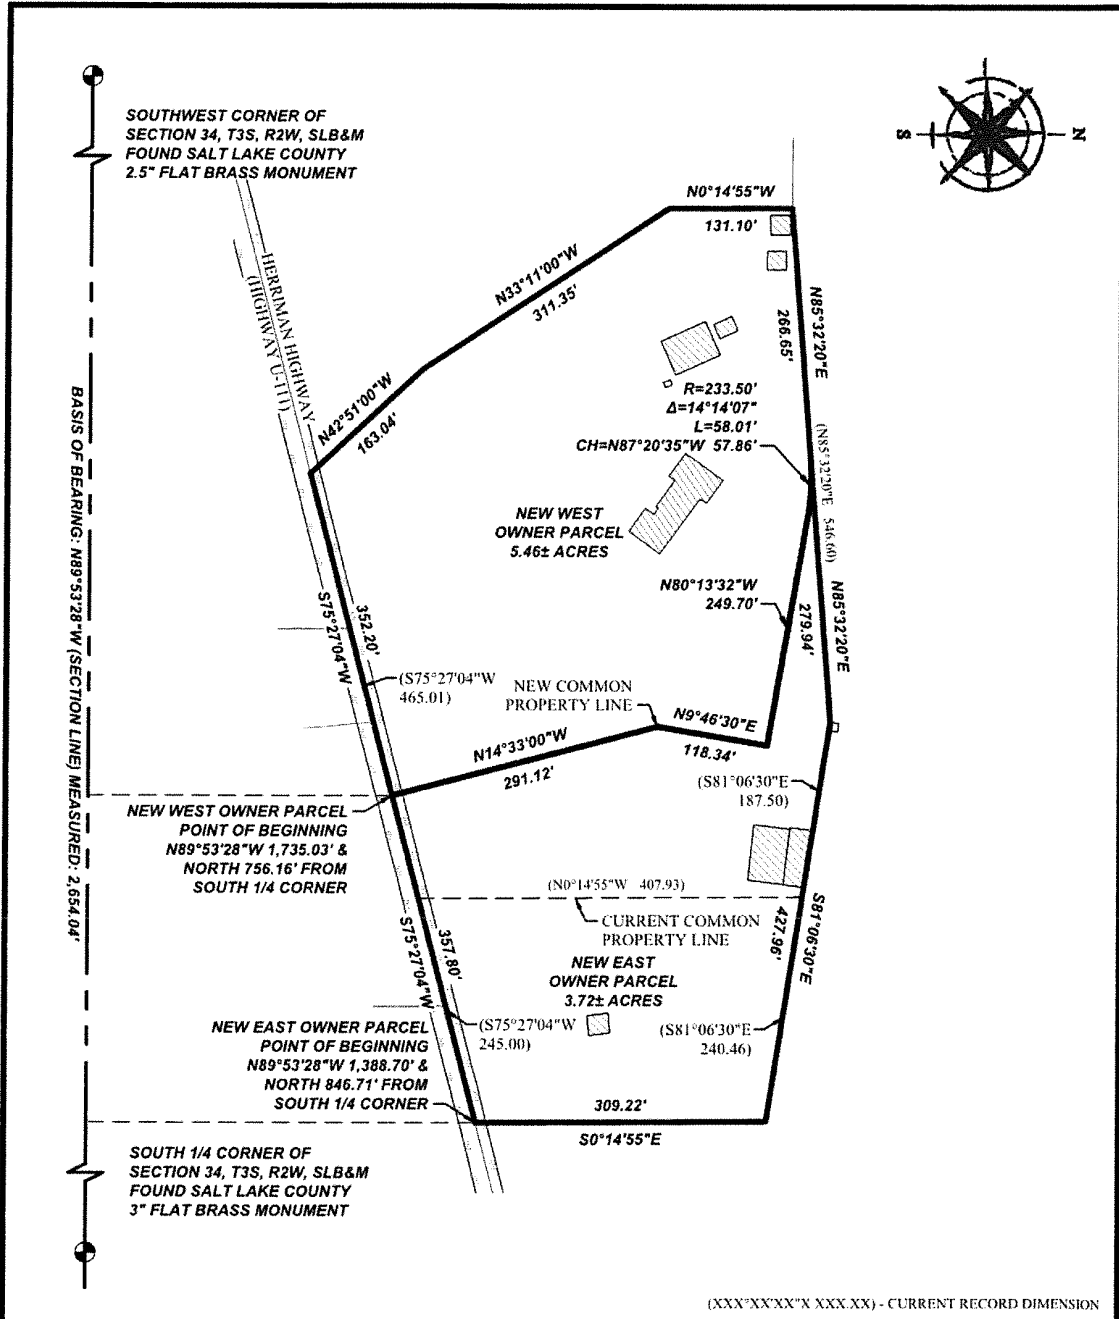 SOUTHWEST CORNER OF
SECTION 34, T3S, R2W, SLB&M
FOUND SALT LAKE COUNTY
2.5" FLAT BRASS MONUMENT
S
N
N0°14'55"W
131.10'
N33°11'00"W
311.35'
HERRIMAN HIGHWAY
(HIGHWAY U-111)
N85°32'20"E
266.65'
N42°51'00"W
163.04'
R=233.50'
Δ=14°14'07"
L=58.01'
CH=N87°20'35"W 57.86'
(N85°32'20"E 546.60)
BASIS OF BEARING: N89°53'28"W (SECTION LINE) MEASURED: 2,654.04'
NEW WEST
OWNER PARCEL
5.46± ACRES
N80°13'32"W
249.70'
N85°32'20"E
279.94'
352.20'
S75°27'04"W
(S75°27'04"W
465.01)
NEW COMMON
PROPERTY LINE
N9°46'30"E
118.34'
N14°33'00"W
291.12'
(S81°06'30"E
187.50)
NEW WEST OWNER PARCEL
POINT OF BEGINNING
N89°53'28"W 1,735.03' &
NORTH 756.16' FROM
SOUTH 1/4 CORNER
(N0°14'55"W 407.93)
CURRENT COMMON
PROPERTY LINE
S81°06'30"E
427.96'
357.80'
S75°27'04"W
NEW EAST
OWNER PARCEL
3.72± ACRES
NEW EAST OWNER PARCEL
POINT OF BEGINNING
N89°53'28"W 1,388.70' &
NORTH 846.71' FROM
SOUTH 1/4 CORNER
(S75°27'04"W
245.00)
(S81°06'30"E
240.46)
309.22'
S0°14'55"E
SOUTH 1/4 CORNER OF
SECTION 34, T3S, R2W, SLB&M
FOUND SALT LAKE COUNTY
3" FLAT BRASS MONUMENT
(XXX°XX'XX"X XXX.XX) - CURRENT RECORD DIMENSION